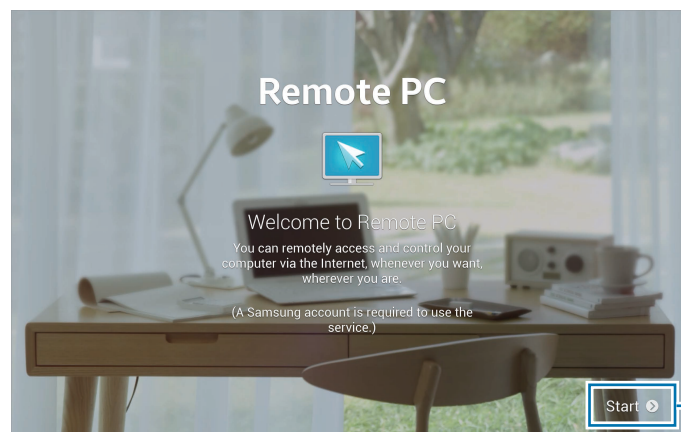 Remote PC
Welcome to Remote PC
You can remotely access and control your
computer via the Internet, whenever you want,
wherever you are.
(A Samsung account is required to use the
service.)
Start